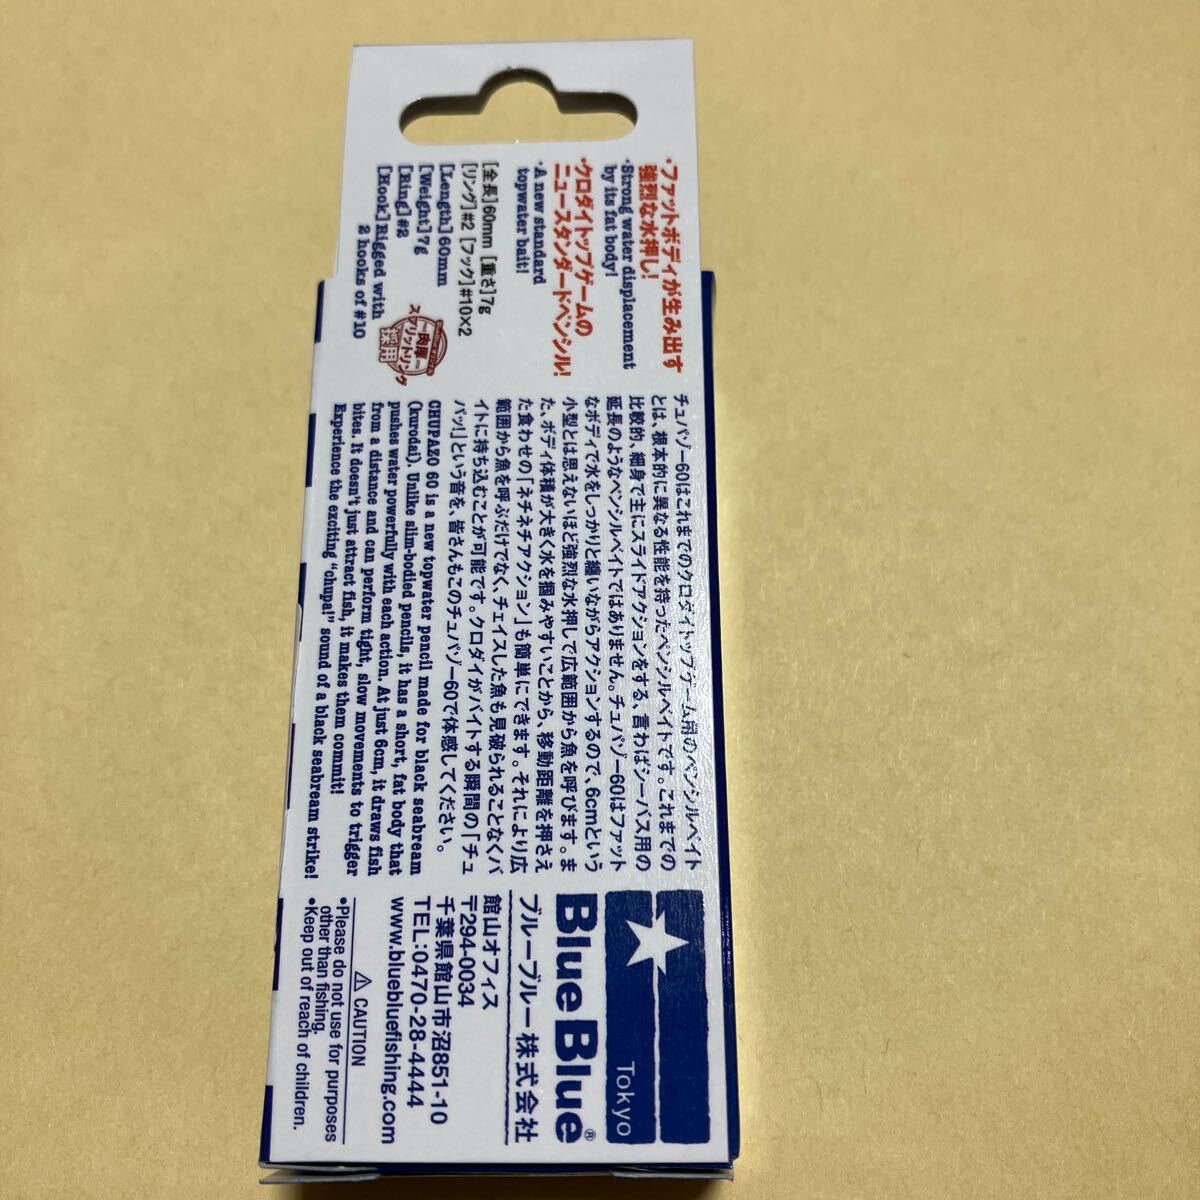 ・ファットボディが生み出す
強烈な水押し!
・Strong water displacement
by its fat body!
・クロダイトップゲームの
ニュースタンダードペンシル!
・A new standard
topwater bait!
[全長]60mm [重さ]7g
[リング]#2 [フック]#10×2
[Length]60mm
[Weight]7g
[Ring]#2
[Hook]Rigged with
2 hooks of #10
肉厚
スプリットリング
採用
チュパゾー60はこれまでのクロダイトップゲーム用のペンシルベイト
とは、根本的に異なる性能を持ったペンシルベイトです。これまでの
比較的、細身で主にスライドアクションをする、言わばシーバス用の
延長のようなペンシルベイトではありません。チュパゾー60はファット
なボディで水をしっかりと纏いながらアクションするので、6cmという
小型とは思えないほど強烈な水押しで広範囲から魚を呼びます。ま
た、ボディ体積が大きく水を掴みやすいことから、移動距離を押さえ
た食わせの「ネチネチアクション」も簡単にできます。それにより広
範囲から魚を呼ぶだけでなく、チェイスした魚も見破られることなくバ
イトに持ち込むことが可能です。クロダイがバイトする瞬間の「チュ
パッ!」という音を、皆さんもこのチュパゾー60で体感してください。
CHUPAZO 60 is a new topwater pencil made for black seabream
(kurodai). Unlike slim-bodied pencils, it has a short, fat body that
pushes water powerfully with each action. At just 6cm, it draws fish
from a distance and can perform tight, slow movements to trigger
bites. It doesn't just attract fish, it makes them commit!
Experience the exciting "chupa!" sound of a black seabream strike!
Tokyo
BlueBlue®
ブルーブルー株式会社
館山オフィス
〒294-0034
千葉県館山市沼851-10
TEL:0470-28-4444
www.bluebluefishing.com
⚠ CAUTION
•Please do not use for purposes
other than fishing.
•Keep out of reach of children.